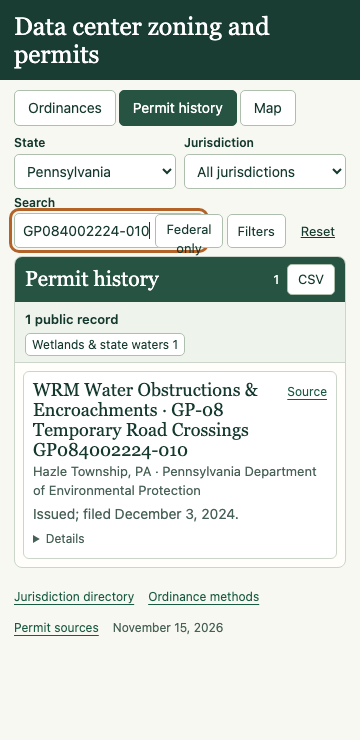 Data center zoning and
permits
Ordinances Permit history Map
State Jurisdiction
Pennsylvania All jurisdictions
Search
GP084002224-010 Federal only Filters Reset
Permit history 1 CSV
1 public record
Wetlands & state waters 1
WRM Water Obstructions & Source
Encroachments · GP-08
Temporary Road Crossings
GP084002224-010
Hazle Township, PA · Pennsylvania Department
of Environmental Protection
Issued; filed December 3, 2024.
Details
Jurisdiction directory Ordinance methods
Permit sources November 15, 2026